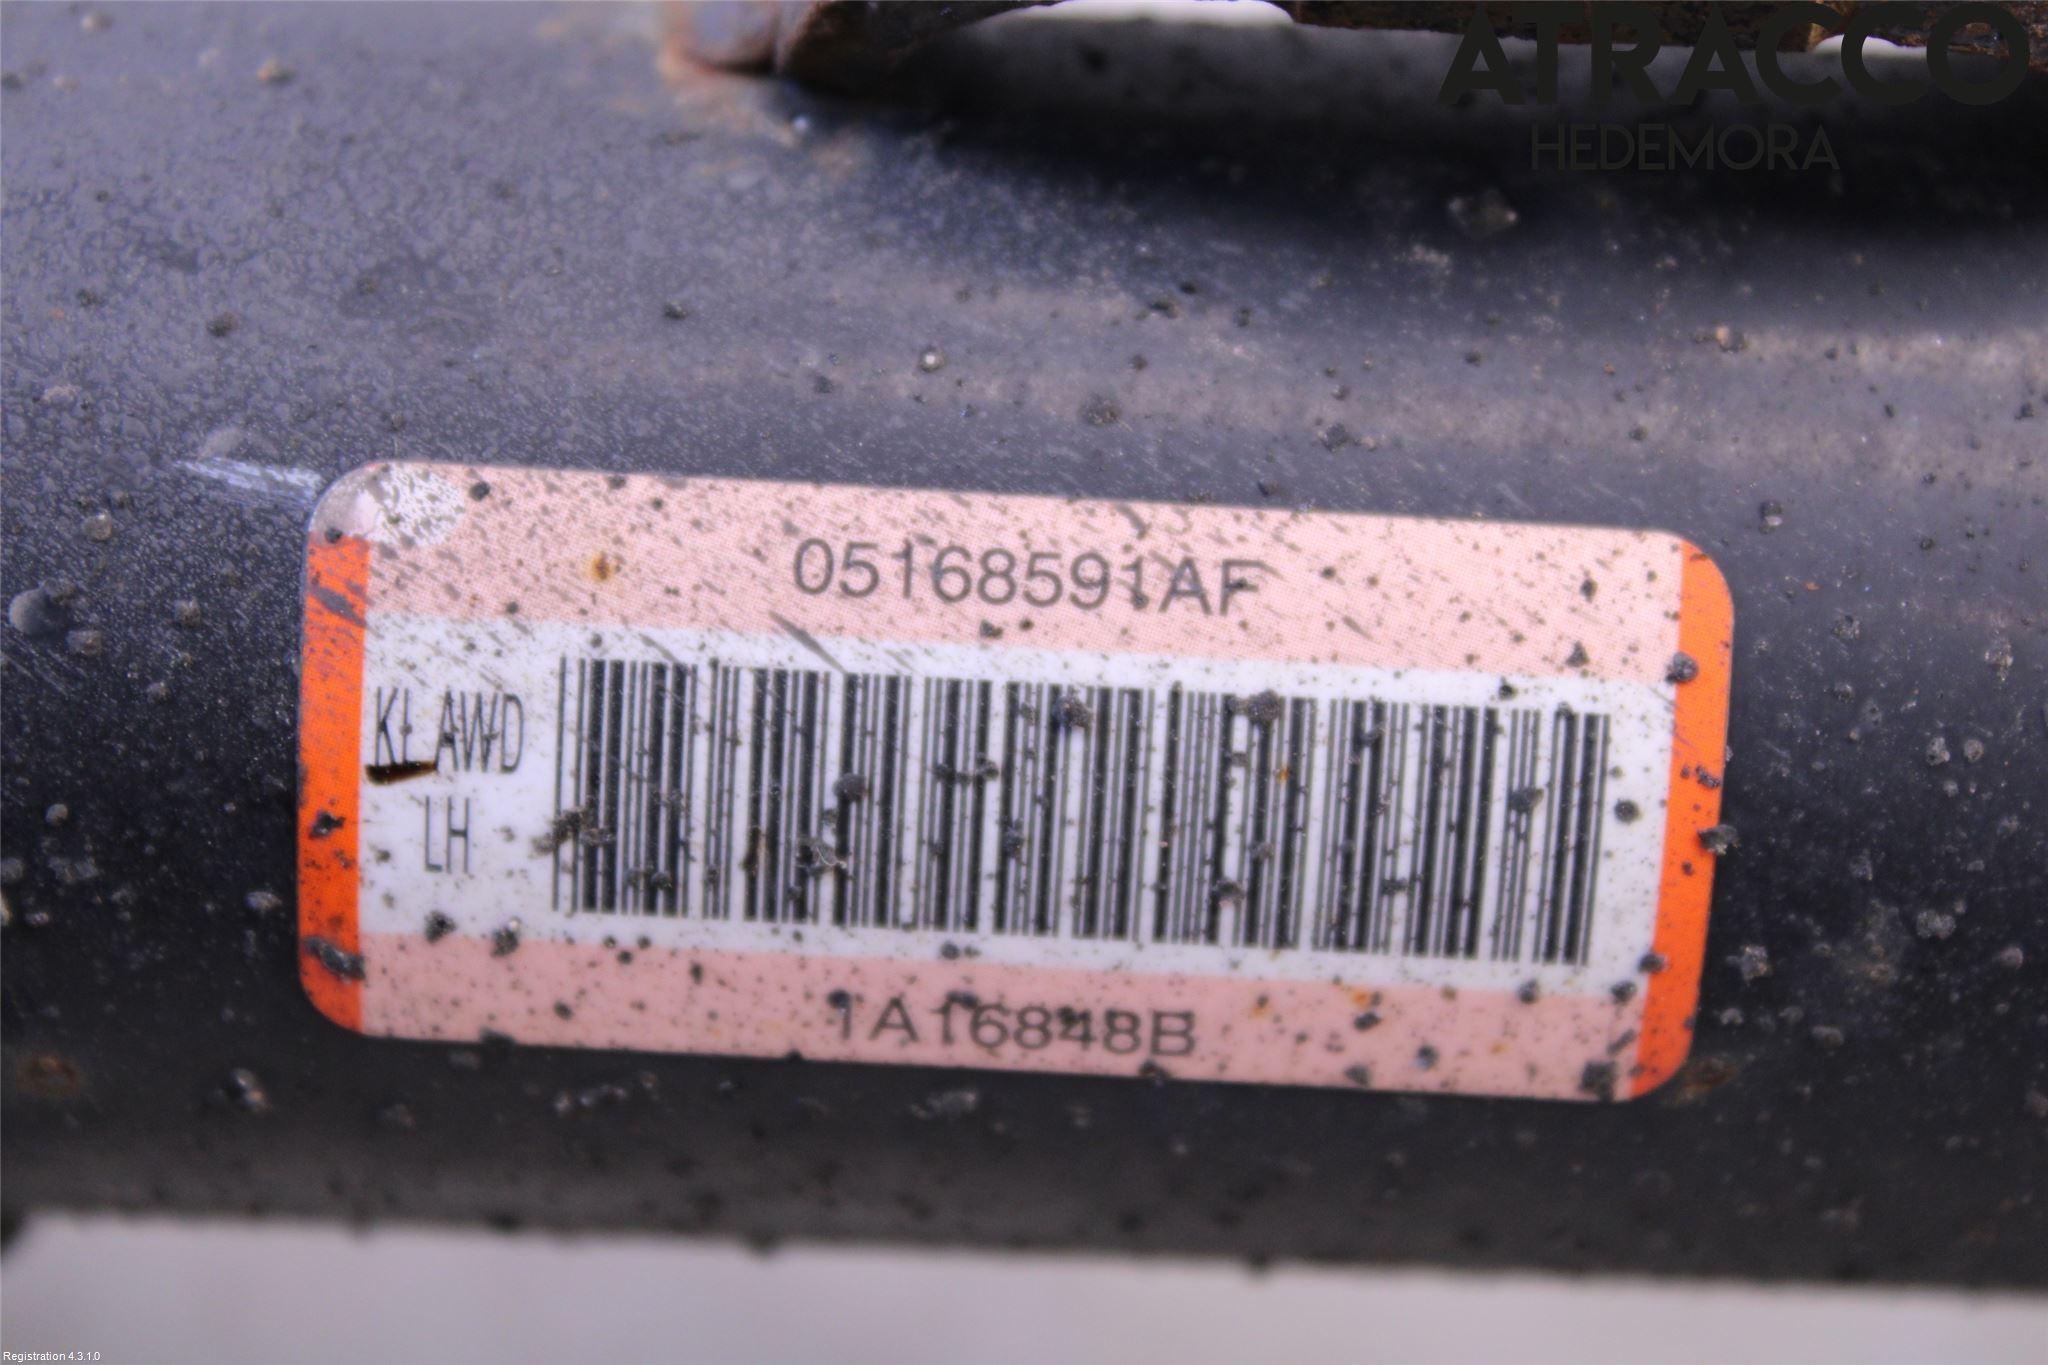 ATRACCO
HEDEMORA
05168591AF
KL AWD
LH
1A16848B
Registration 4.3.1.0